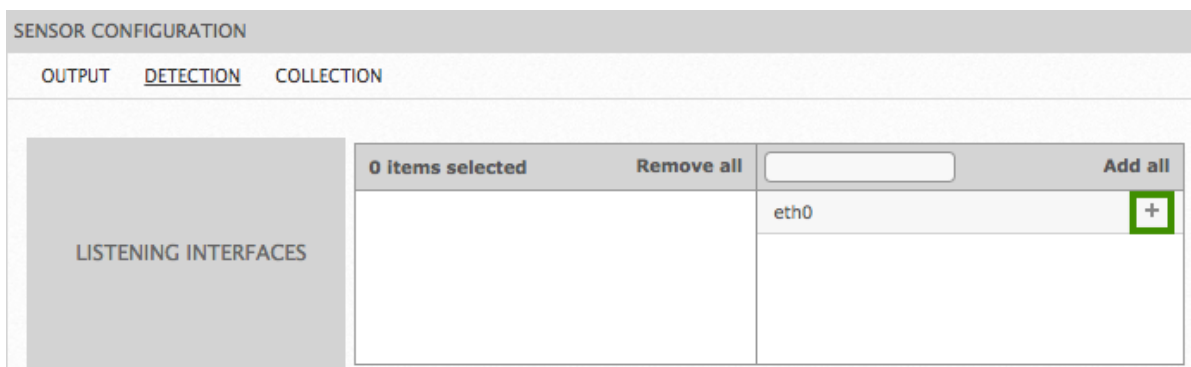 SENSOR CONFIGURATION
OUTPUT DETECTION COLLECTION
0 items selected Remove all Add all
eth0 +
LISTENING INTERFACES